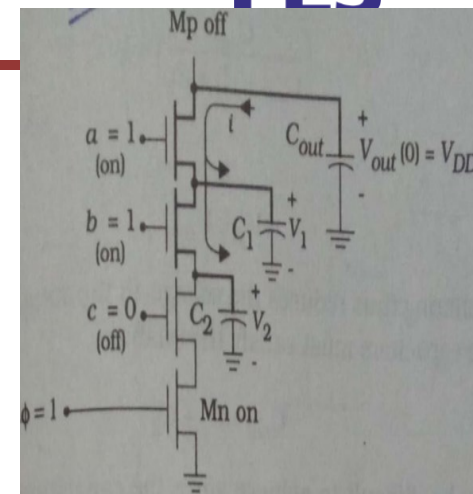 PES
Mp off
a = 1
(on)
i
Cout
+
Vout (0) = VDD
-
b = 1
(on)
C1
+
V1
-
c = 0
(off)
C2
+
V2
-
ϕ = 1
Mn on